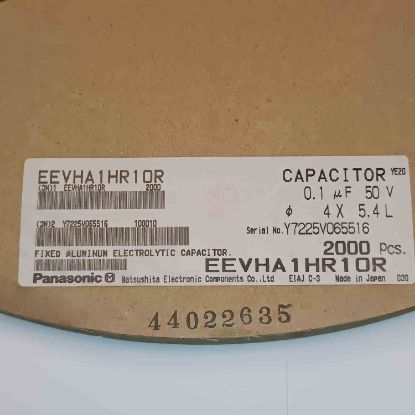 EEVHA1HR10R
CAPACITOR YE20
(3N)1 EEVHA1HR10R 2000
0.1 µF 50 V
ϕ 4 X 5.4 L
(3N)2 Y7225V065516 100010
Serial No. Y7225V065516
FIXED ALUMINUM ELECTROLYTIC CAPACITOR.
2000 Pcs.
EEVHA1HR10R
Panasonic Matsushita Electronic Components Co.,Ltd EIAJ C-3 Made in Japan 030
44022635